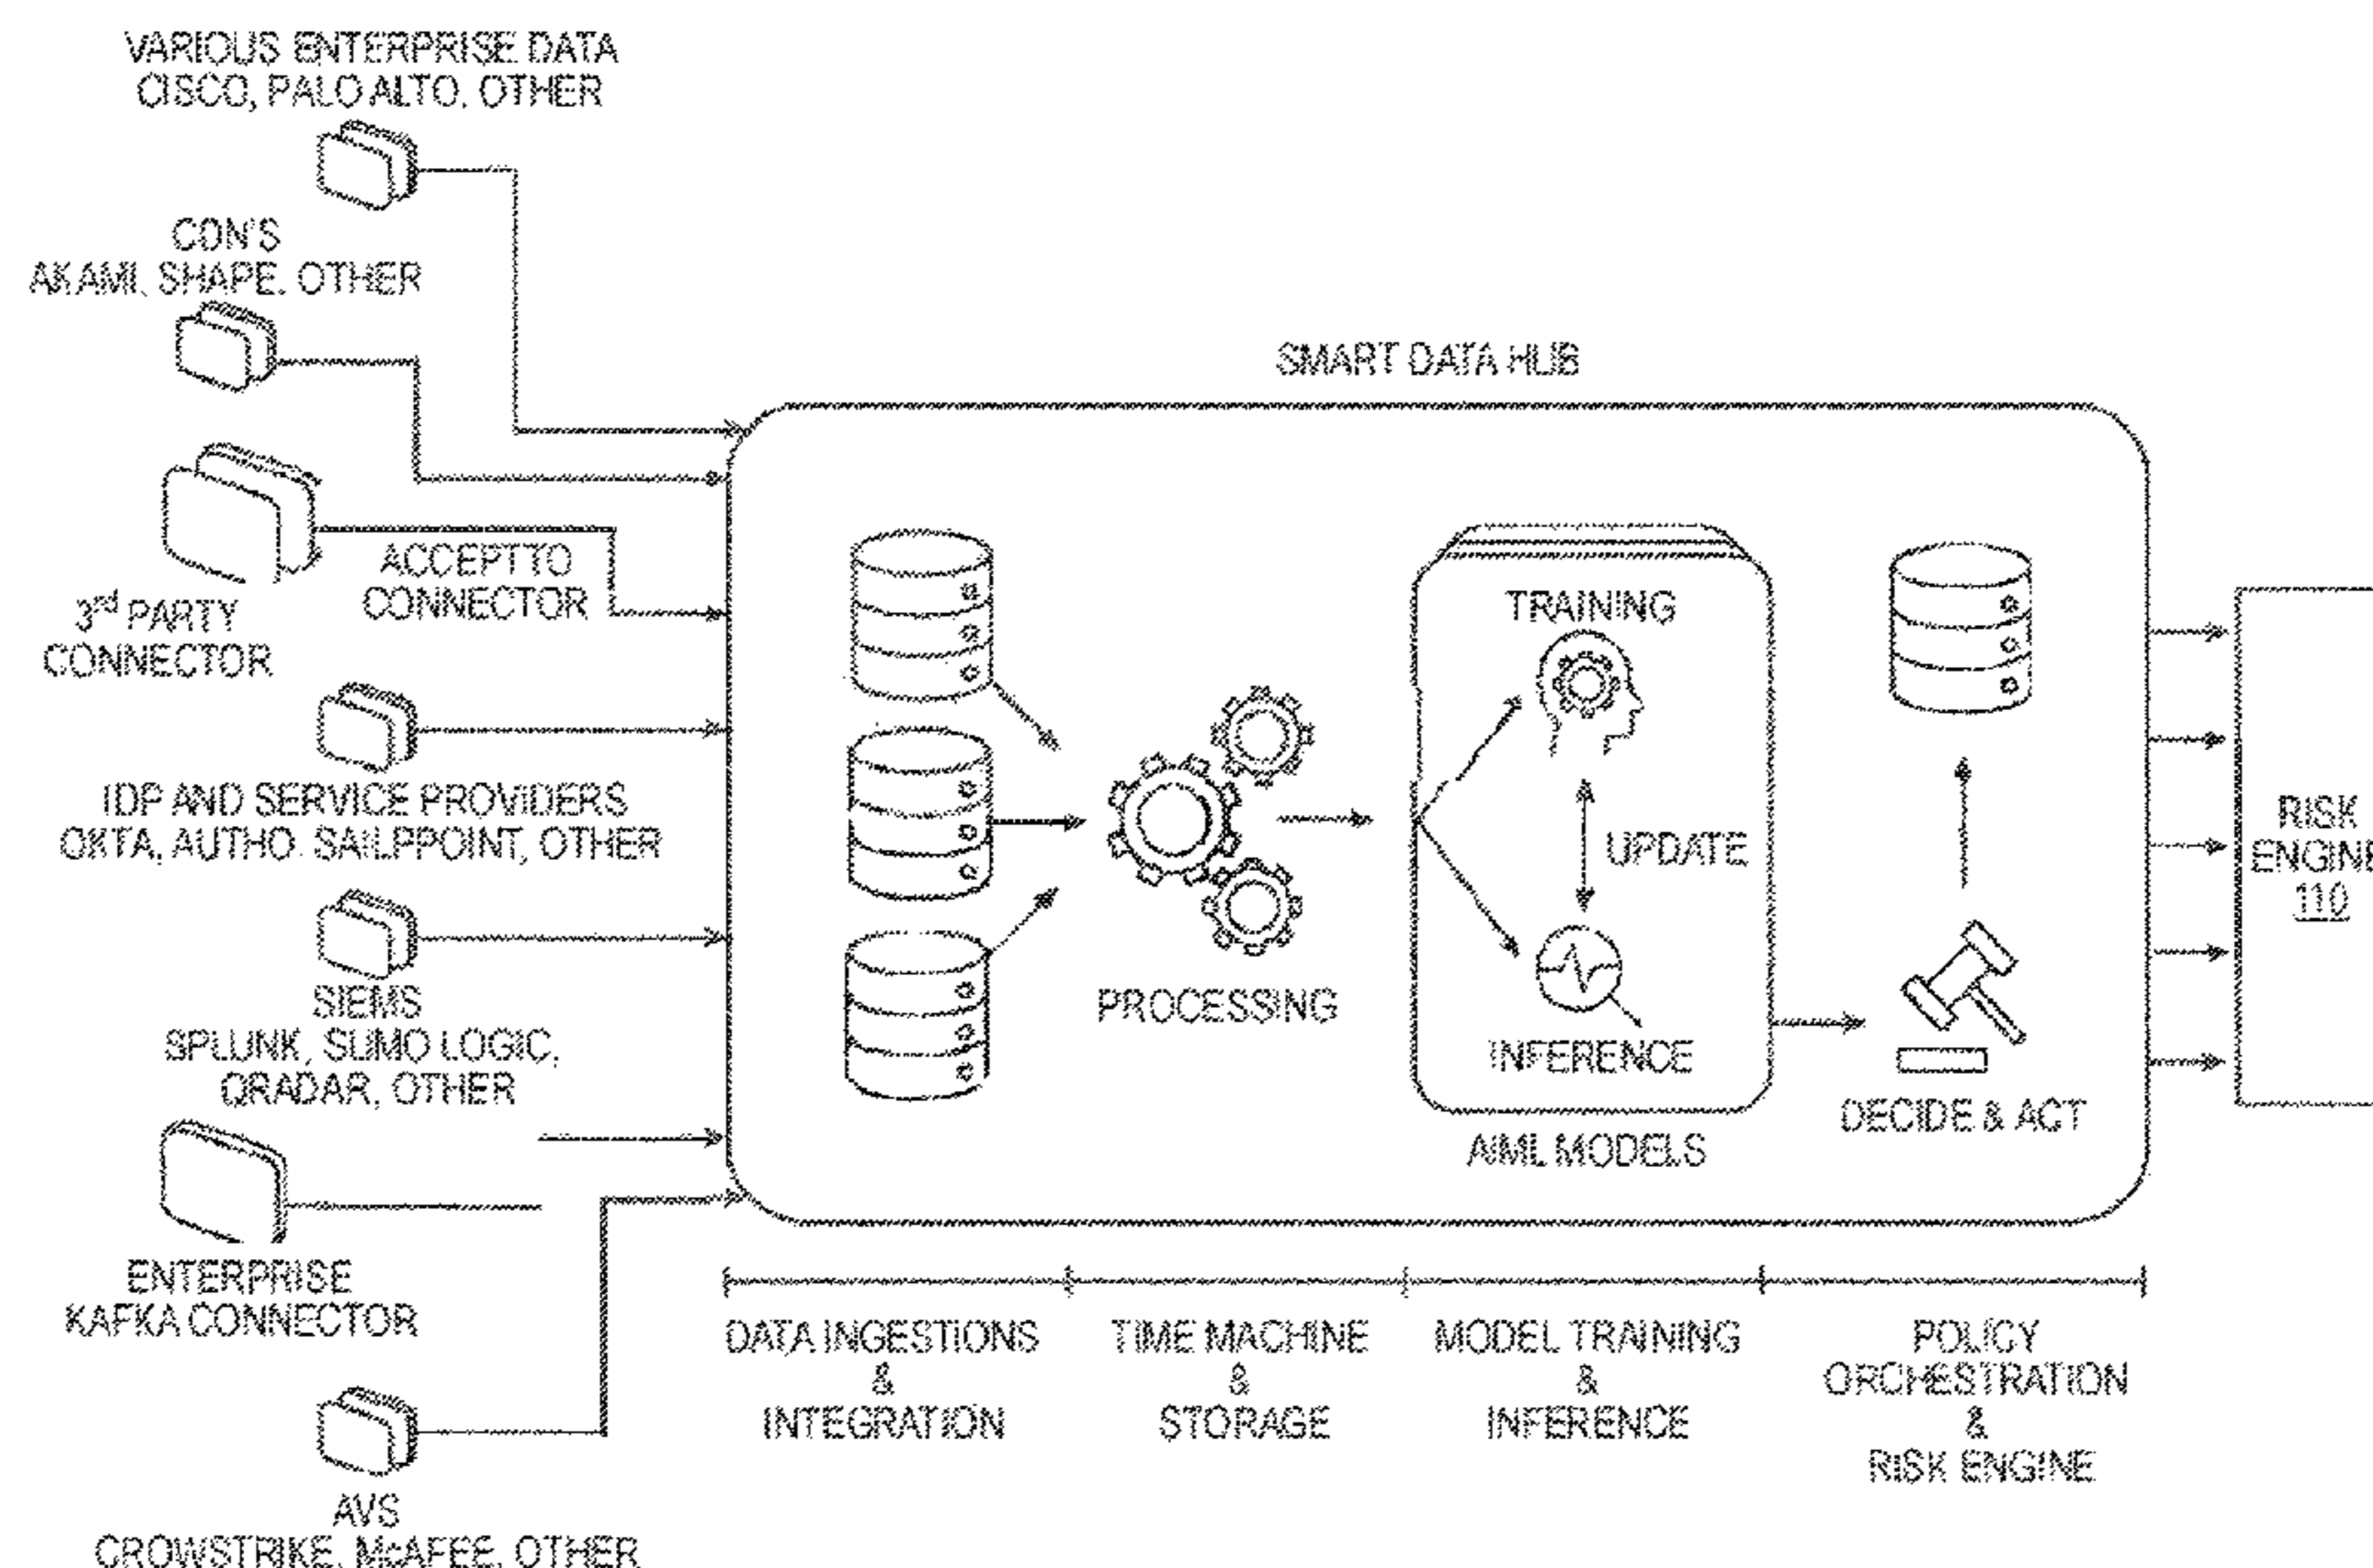 VARIOUS ENTERPRISE DATA
CISCO, PALO ALTO, OTHER
CDN'S
AKAMI, SHAPE, OTHER
3rd PARTY
CONNECTOR
ACCEPTTO
CONNECTOR
IDP AND SERVICE PROVIDERS
OKTA, AUTHO, SAILPPOINT, OTHER
SIEMS
SPLUNK, SUMO LOGIC,
QRADAR, OTHER
ENTERPRISE
KAFKA CONNECTOR
AVS
CROWSTRIKE, McAFEE, OTHER
SMART DATA HUB
PROCESSING
TRAINING
UPDATE
INFERENCE
AIML MODELS
DECIDE & ACT
RISK
ENGINE
110
DATA INGESTIONS
&
INTEGRATION
TIME MACHINE
&
STORAGE
MODEL TRAINING
&
INFERENCE
POLICY
ORCHESTRATION
&
RISK ENGINE